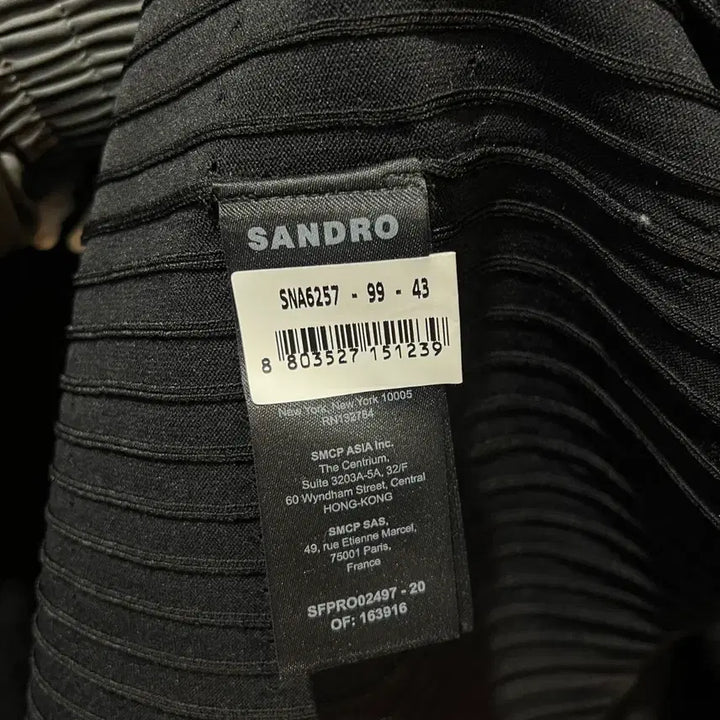 SANDRO
SNA6257 - 99 - 43
8 803527 151239
New York, New York 10005
RN132784
SMCP ASIA Inc.
The Centrium,
Suite 3203A-5A, 32/F
60 Wyndham Street, Central
HONG-KONG
SMCP SAS,
49, rue Etienne Marcel,
75001 Paris,
France
SFPRO02497 - 20
OF: 163916